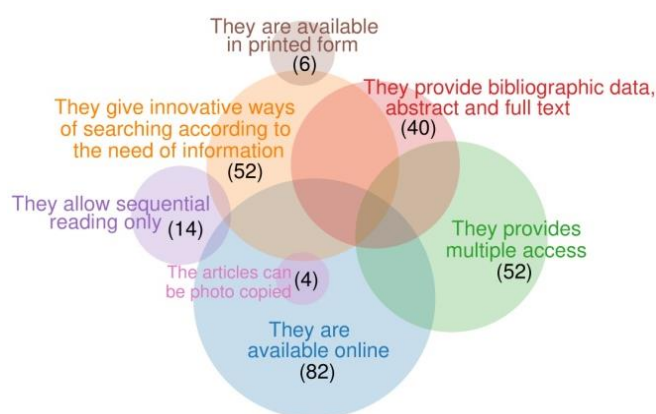 They are available
in printed form
(6)
They provide bibliographic data,
abstract and full text
(40)
They give innovative ways
of searching according to
the need of information
(52)
They allow sequential
reading only (14)
They provides
multiple access
(52)
The articles can
be photo copied
(4)
They are
available online
(82)